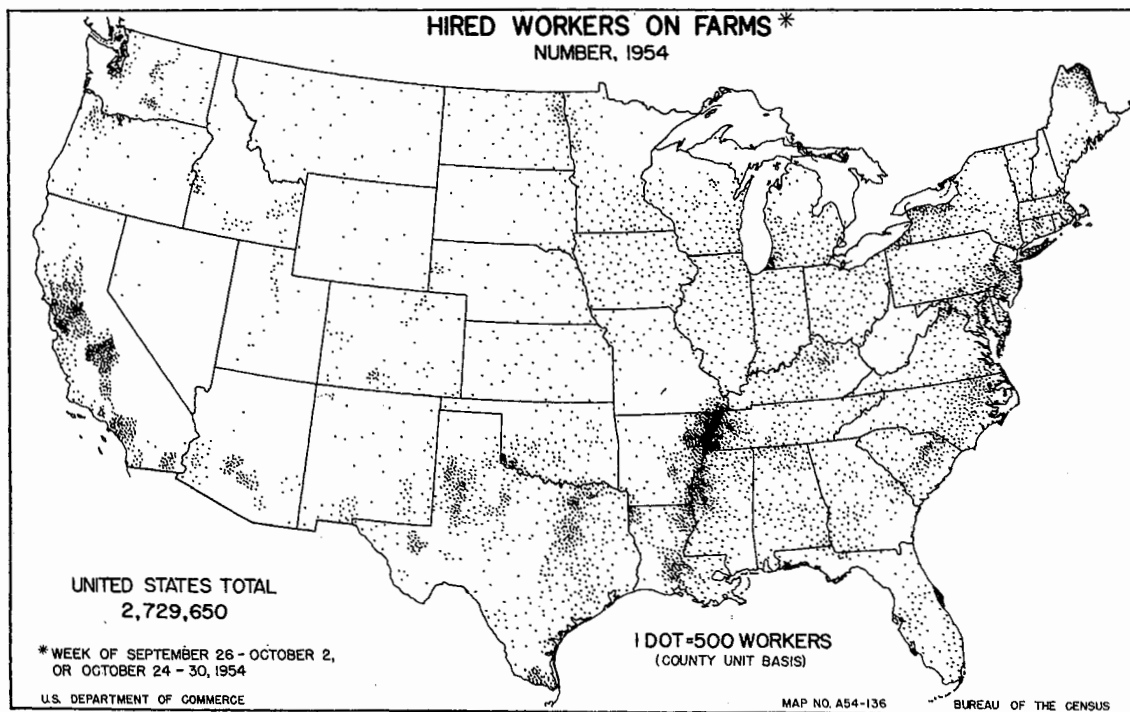 HIRED WORKERS ON FARMS*
NUMBER, 1954
UNITED STATES TOTAL
2,729,650
* WEEK OF SEPTEMBER 26 - OCTOBER 2,
OR OCTOBER 24 - 30, 1954
U.S. DEPARTMENT OF COMMERCE
1 DOT=500 WORKERS
(COUNTY UNIT BASIS)
MAP NO. A54-136
BUREAU OF THE CENSUS